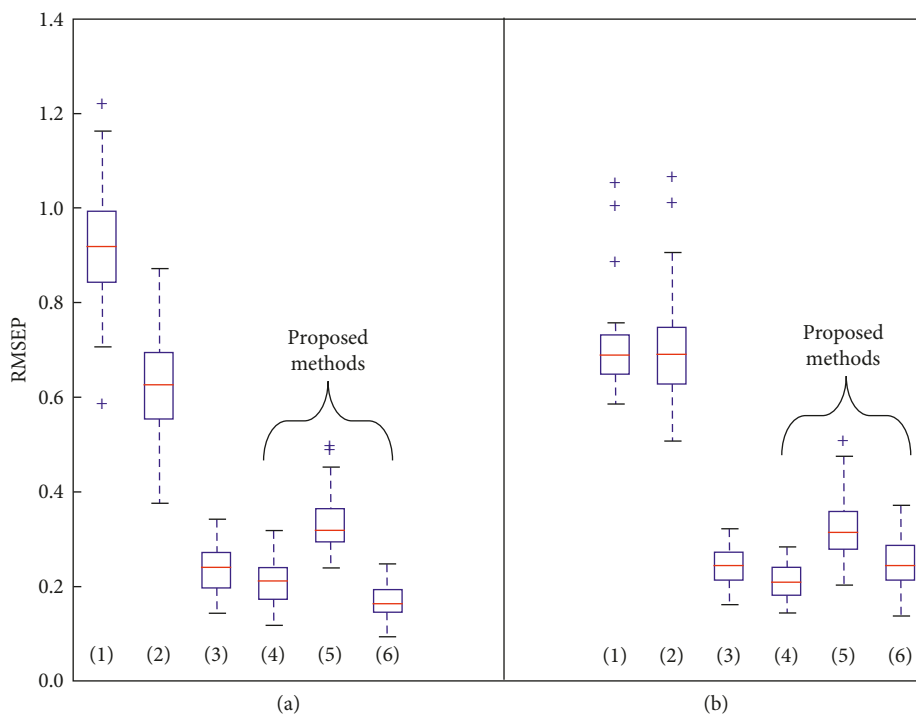 1.4
1.2
1.0
0.8
0.6
0.4
0.2
0.0
RMSEP
Proposed
methods
(1) (2) (3) (4) (5) (6)
(a)
Proposed
methods
(1) (2) (3) (4) (5) (6)
(b)